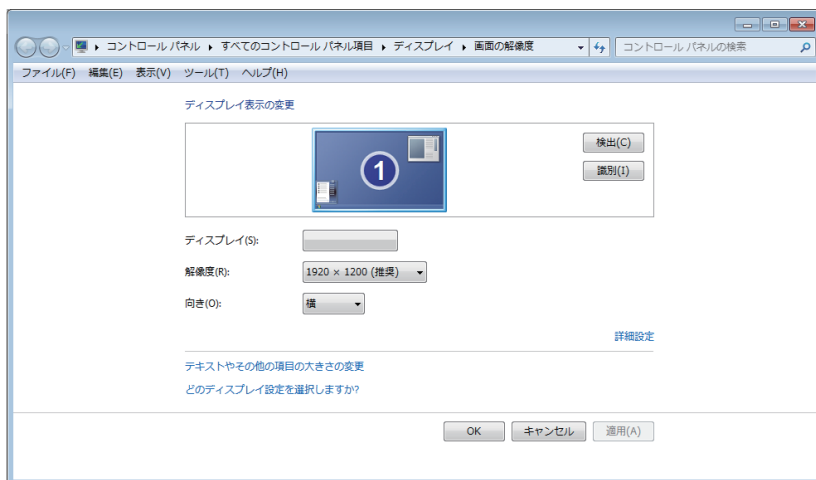 コントロール パネル ▸ すべてのコントロール パネル項目 ▸ ディスプレイ ▸ 画面の解像度
コントロール パネルの検索
ファイル(F) 編集(E) 表示(V) ツール(T) ヘルプ(H)
ディスプレイ表示の変更
1
検出(C)
識別(I)
ディスプレイ(S):
解像度(R): 1920 × 1200 (推奨)
向き(O): 横
詳細設定
テキストやその他の項目の大きさの変更
どのディスプレイ設定を選択しますか?
OK キャンセル 適用(A)